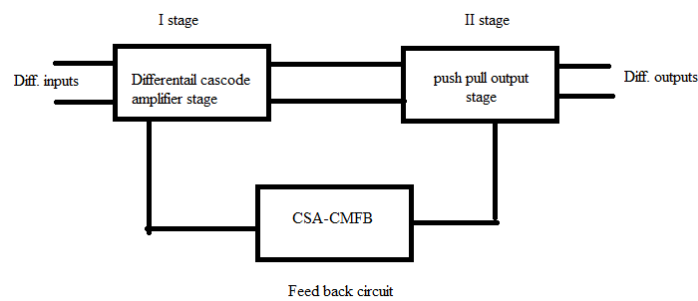 I stage
II stage
Diff. inputs
Differentail cascode
amplifier stage
push pull output
stage
Diff. outputs
CSA-CMFB
Feed back circuit